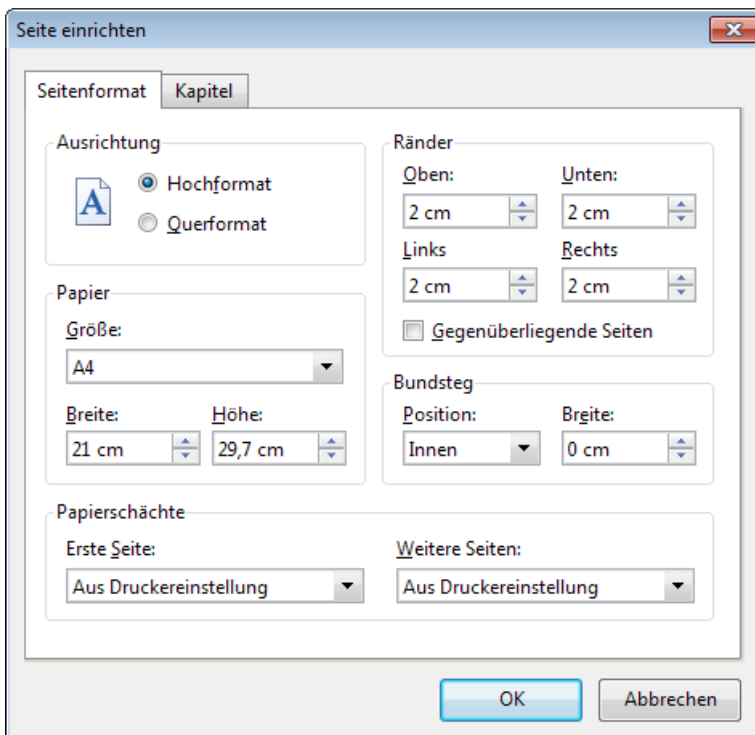 Seite einrichten
Seitenformat Kapitel
Ausrichtung
A
Hochformat
Querformat
Ränder
Oben: Unten:
2 cm 2 cm
Links Rechts
2 cm 2 cm
Gegenüberliegende Seiten
Papier
Größe:
A4
Breite: Höhe:
21 cm 29,7 cm
Bundsteg
Position: Breite:
Innen 0 cm
Papierschächte
Erste Seite: Weitere Seiten:
Aus Druckereinstellung Aus Druckereinstellung
OK Abbrechen